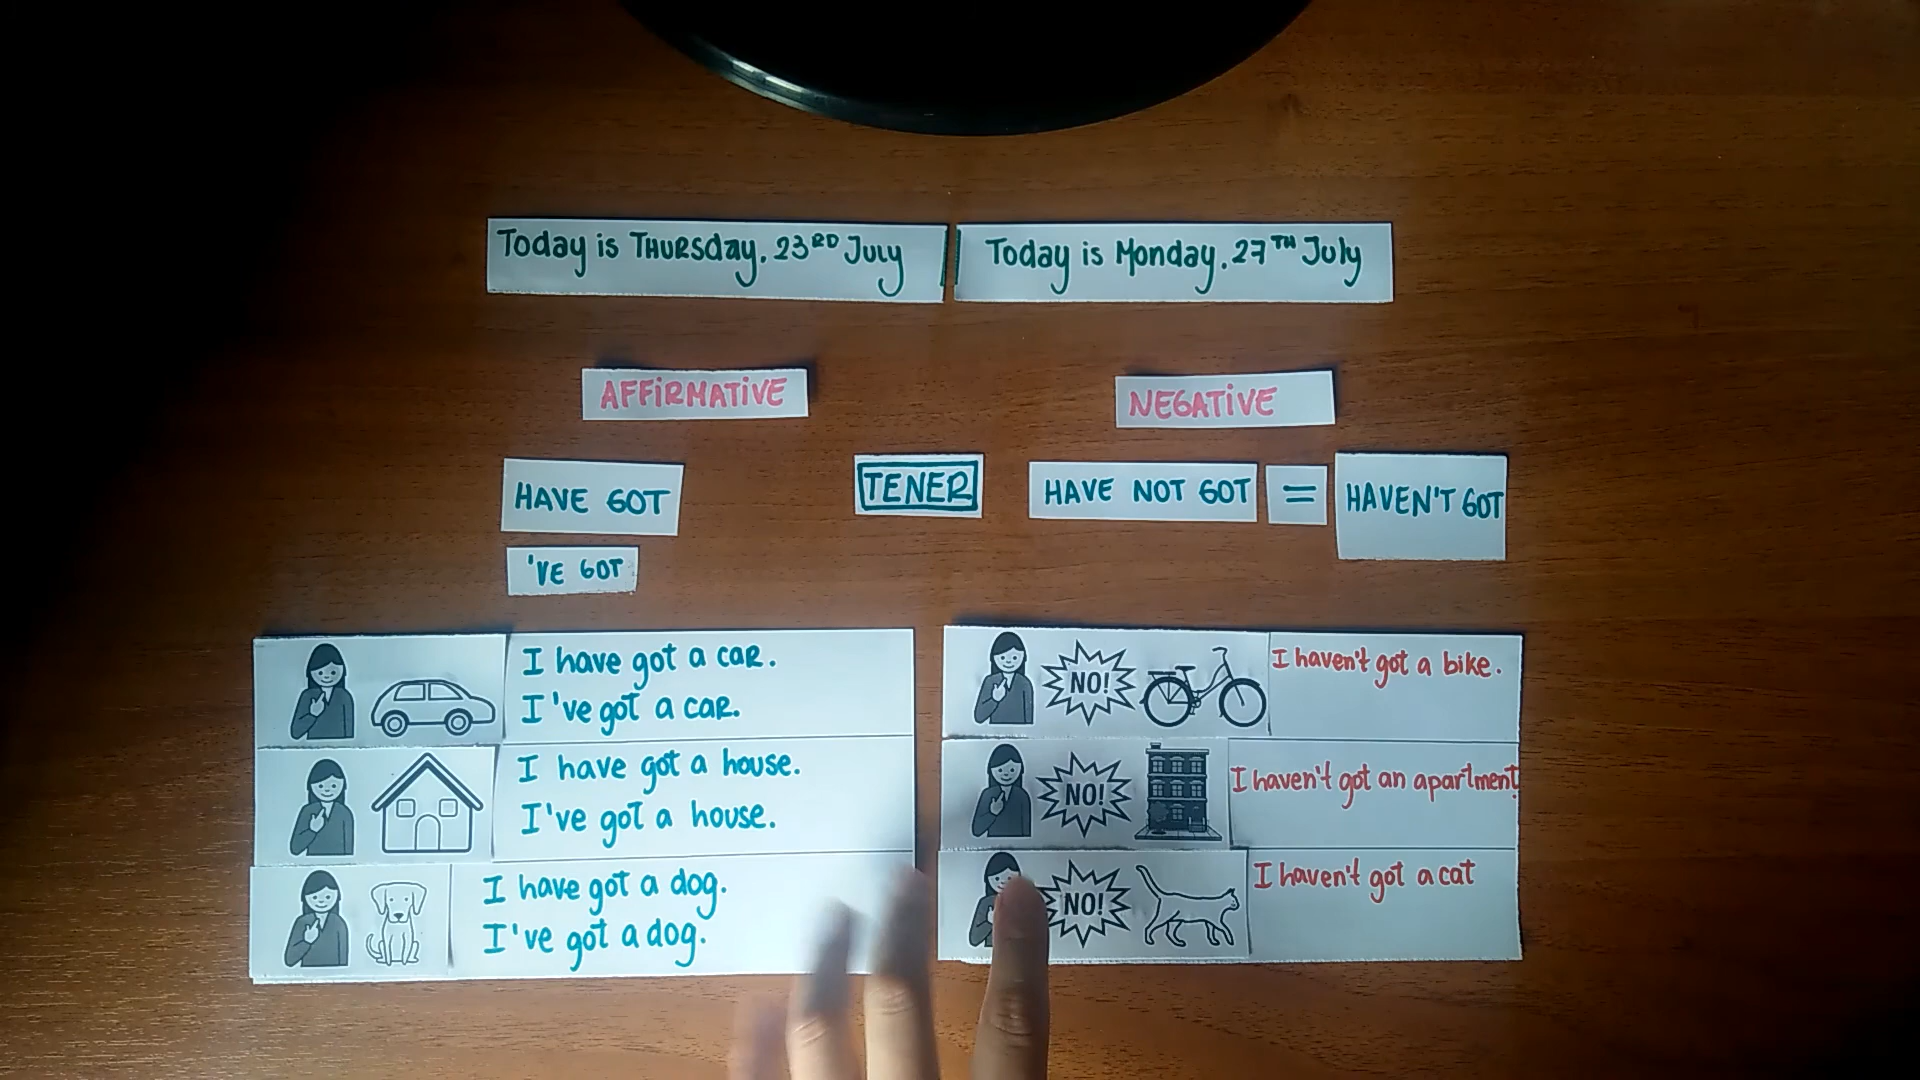 Today is THURSday, 23RD July
Today is Monday, 27TH July
AFFiRMATiVE
NEGATiVE
HAVE GOT
TENER
HAVE NOT GOT
=
HAVEN'T GOT
'VE GOT
I have got a caR.
I've got a caR.
I have got a house.
I've got a house.
I have got a dog.
I've got a dog.
NO!
I haven't got a bike.
NO!
I haven't got an apartment.
NO!
I haven't got a cat